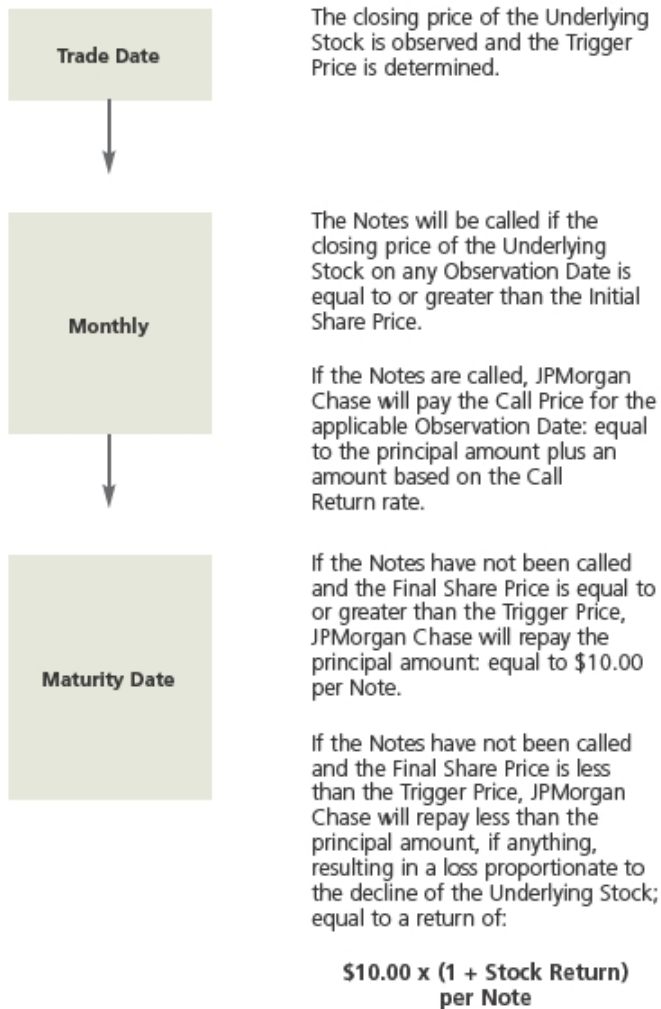 Trade Date
The closing price of the Underlying
Stock is observed and the Trigger
Price is determined.
Monthly
The Notes will be called if the
closing price of the Underlying
Stock on any Observation Date is
equal to or greater than the Initial
Share Price.
If the Notes are called, JPMorgan
Chase will pay the Call Price for the
applicable Observation Date: equal
to the principal amount plus an
amount based on the Call
Return rate.
Maturity Date
If the Notes have not been called
and the Final Share Price is equal to
or greater than the Trigger Price,
JPMorgan Chase will repay the
principal amount: equal to $10.00
per Note.
If the Notes have not been called
and the Final Share Price is less
than the Trigger Price, JPMorgan
Chase will repay less than the
principal amount, if anything,
resulting in a loss proportionate to
the decline of the Underlying Stock;
equal to a return of:
$10.00 x (1 + Stock Return)
per Note